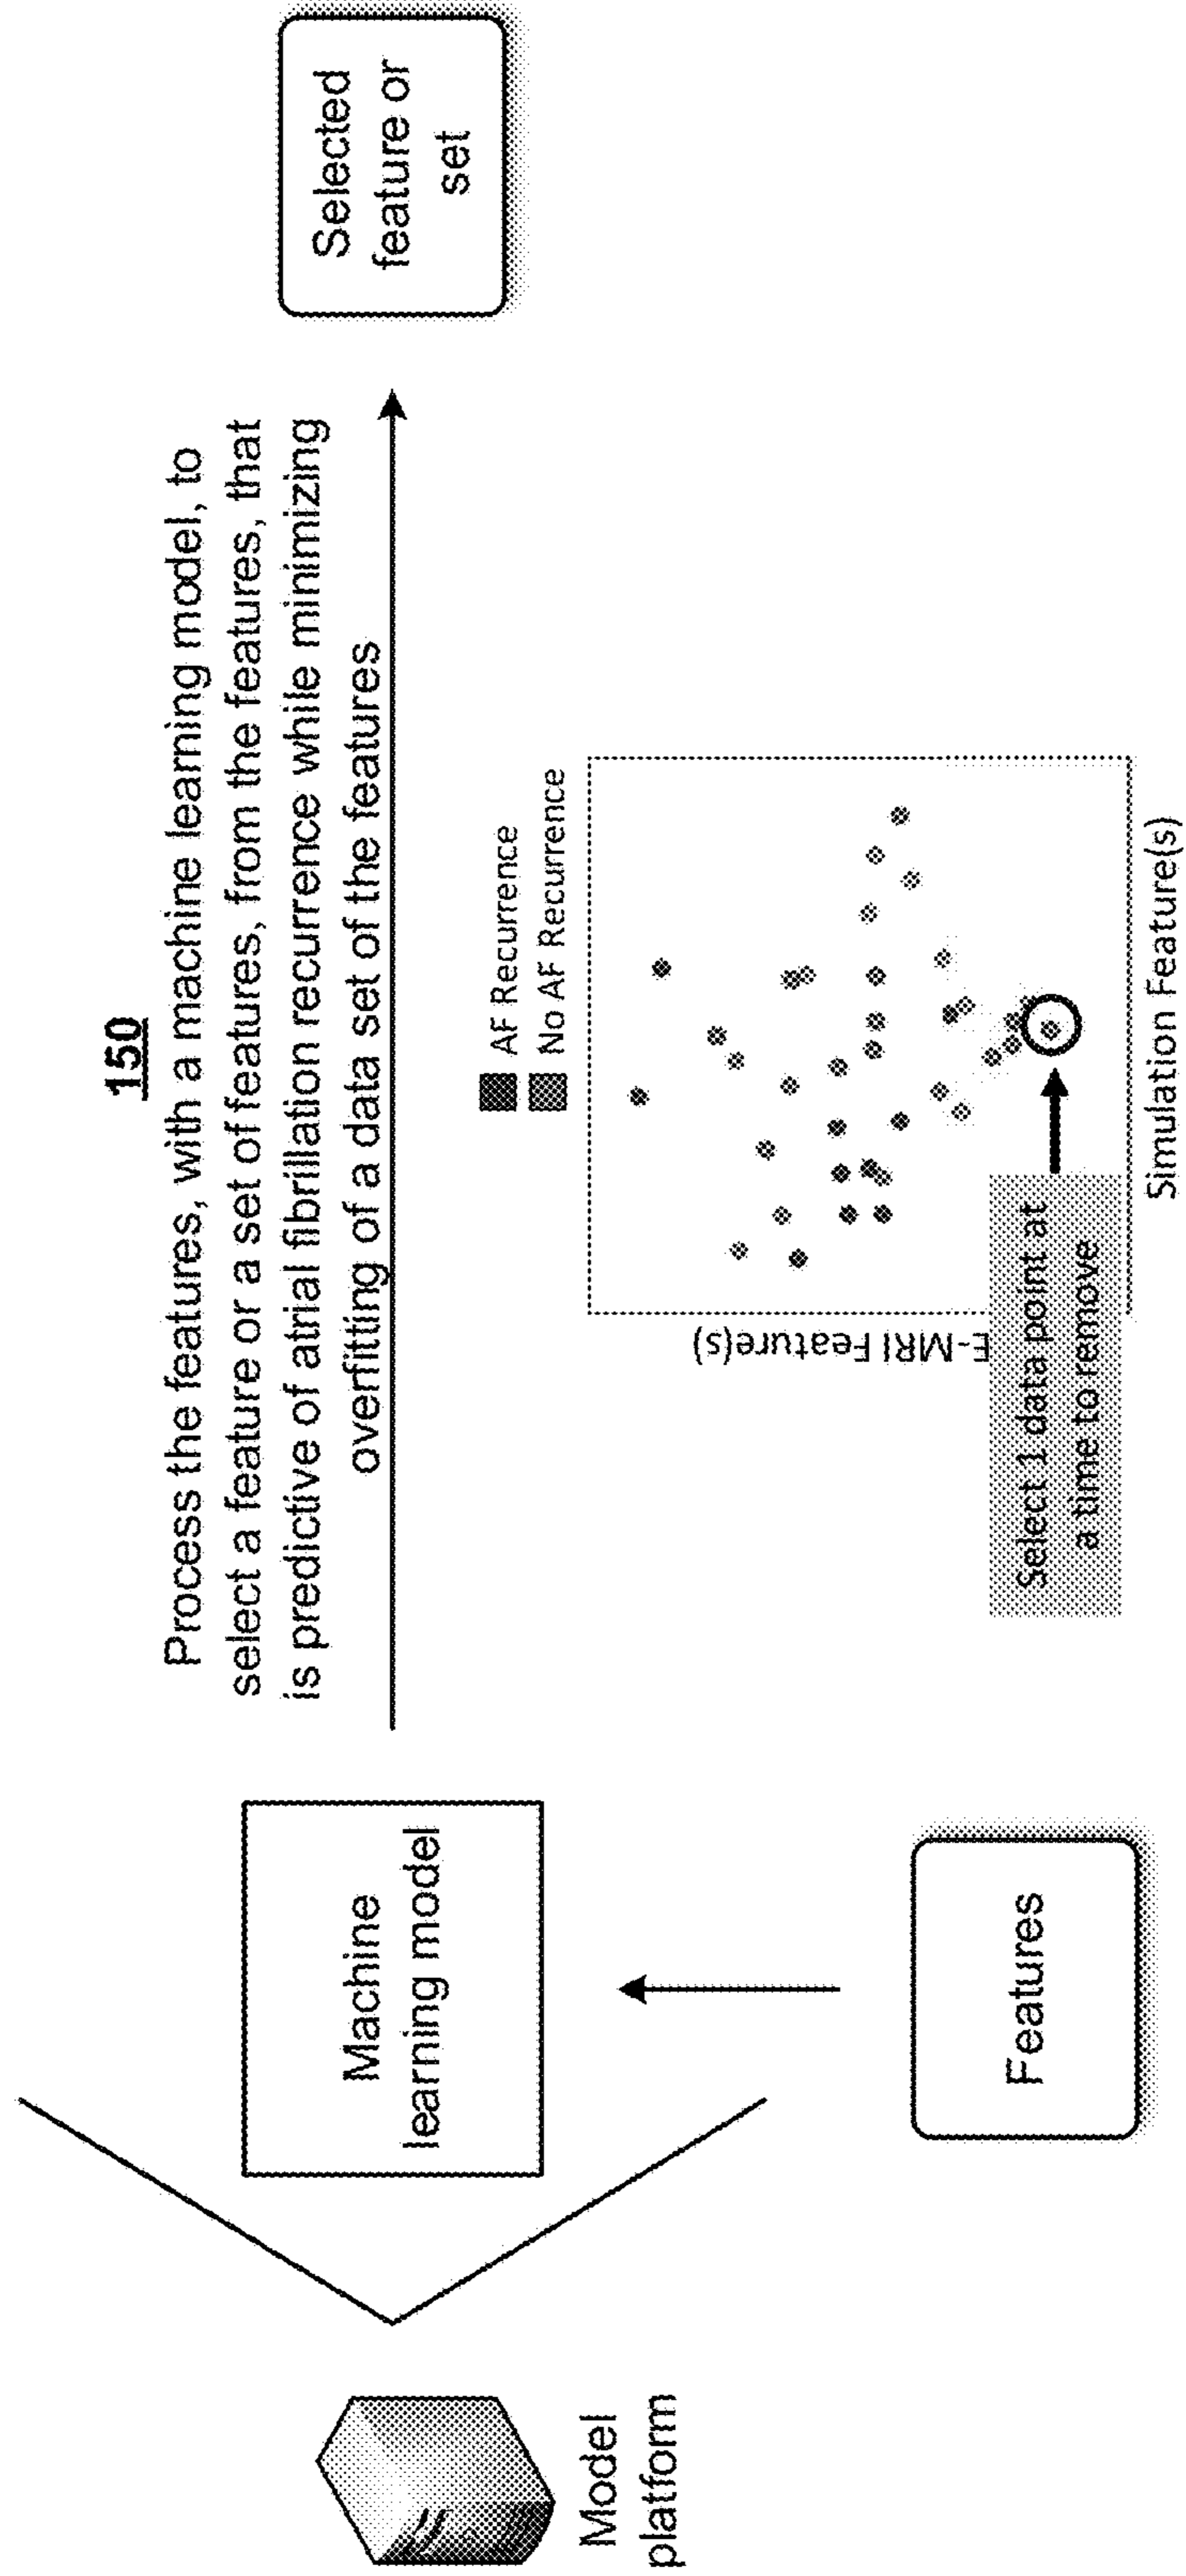 150
Process the features, with a machine learning model, to
select a feature or a set of features, from the features, that
is predictive of atrial fibrillation recurrence while minimizing
overfitting of a data set of the features
Model
platform
Machine
learning model
Features
Selected
feature or
set
AF Recurrence
No AF Recurrence
E-MRI Feature(s)
Select 1 data point at
a time to remove
Simulation Feature(s)